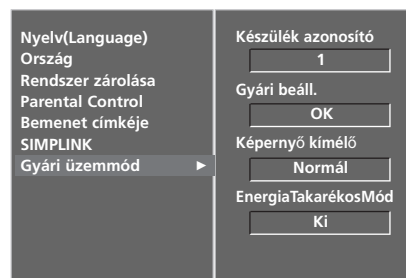 Nyelv(Language)
Ország
Rendszer zárolása
Parental Control
Bemenet címkéje
SIMPLINK
Gyári üzemmód ►
Készülék azonosító
1
Gyári beáll.
OK
Képernyő kímélő
Normál
EnergiaTakarékosMód
Ki